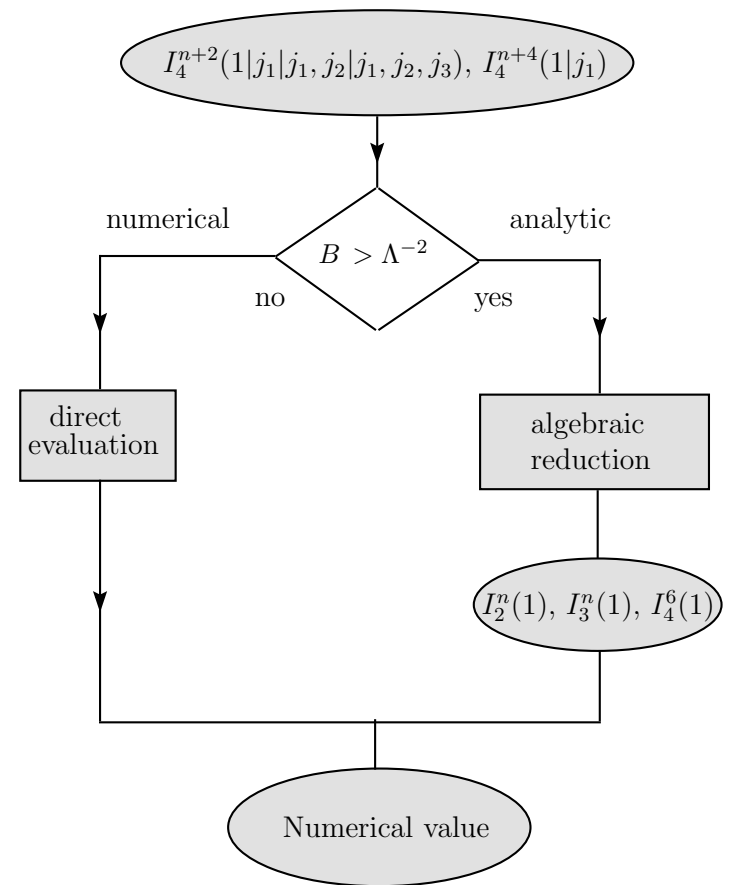 $I_4^{n+2}(1|j_1|j_1, j_2|j_1, j_2, j_3),\, I_4^{n+4}(1|j_1)$
numerical
analytic
$B > \Lambda^{-2}$
no
yes
direct
evaluation
algebraic
reduction
$I_2^n(1),\, I_3^n(1),\, I_4^6(1)$
Numerical value